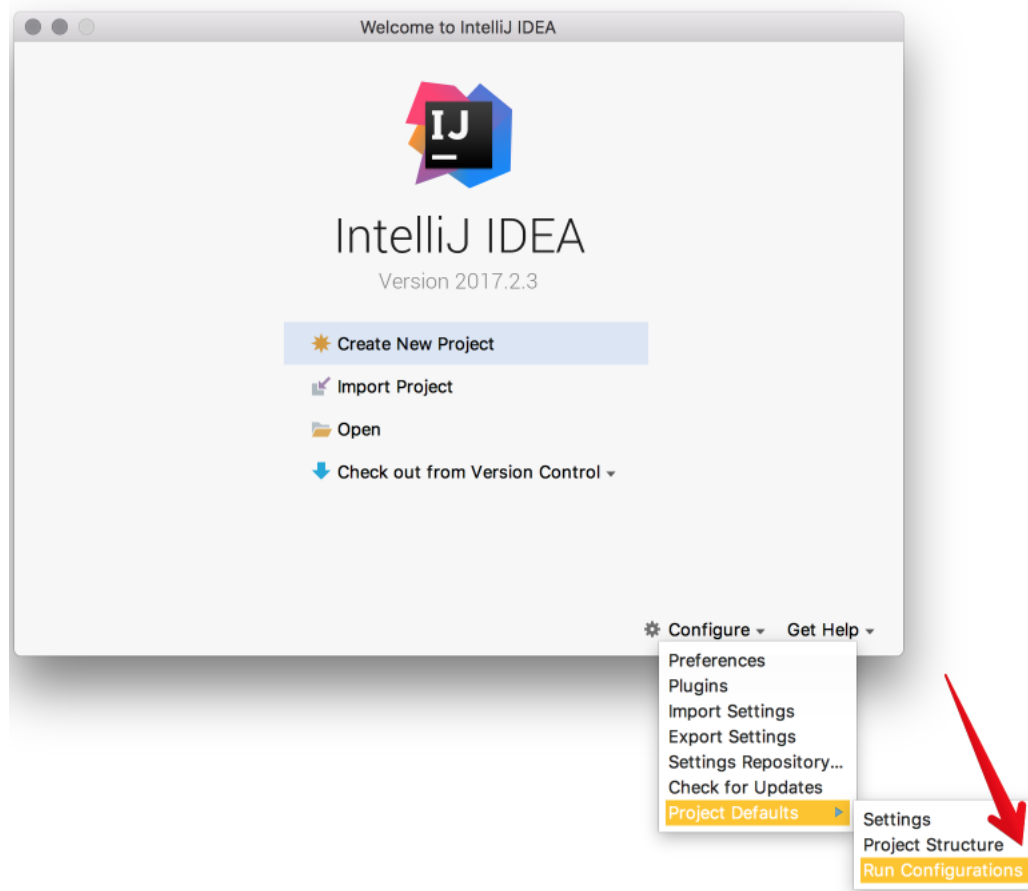 Welcome to IntelliJ IDEA
IJ
IntelliJ IDEA
Version 2017.2.3
Create New Project
Import Project
Open
Check out from Version Control
Configure
Get Help
Preferences
Plugins
Import Settings
Export Settings
Settings Repository...
Check for Updates
Project Defaults
Settings
Project Structure
Run Configurations